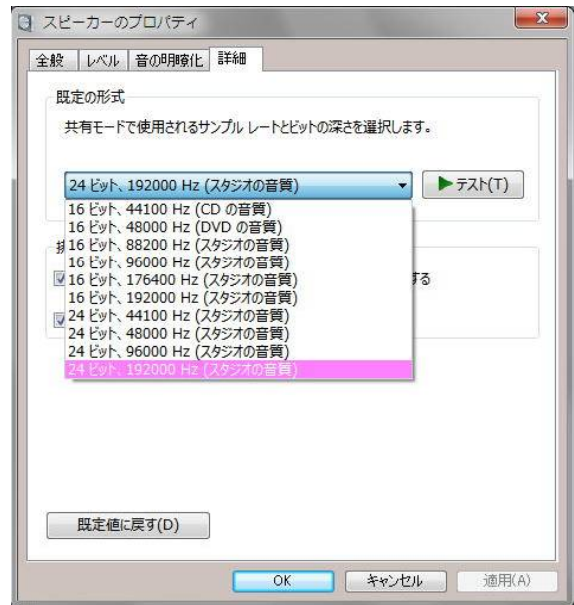 スピーカーのプロパティ
全般 レベル 音の明瞭化 詳細
既定の形式
共有モードで使用されるサンプル レートとビットの深さを選択します。
24 ビット、192000 Hz (スタジオの音質)
テスト(T)
16 ビット、44100 Hz (CD の音質)
16 ビット、48000 Hz (DVD の音質)
16 ビット、88200 Hz (スタジオの音質)
16 ビット、96000 Hz (スタジオの音質)
16 ビット、176400 Hz (スタジオの音質)
する
16 ビット、192000 Hz (スタジオの音質)
24 ビット、44100 Hz (スタジオの音質)
24 ビット、48000 Hz (スタジオの音質)
24 ビット、96000 Hz (スタジオの音質)
24 ビット、192000 Hz (スタジオの音質)
既定値に戻す(D)
OK キャンセル 適用(A)